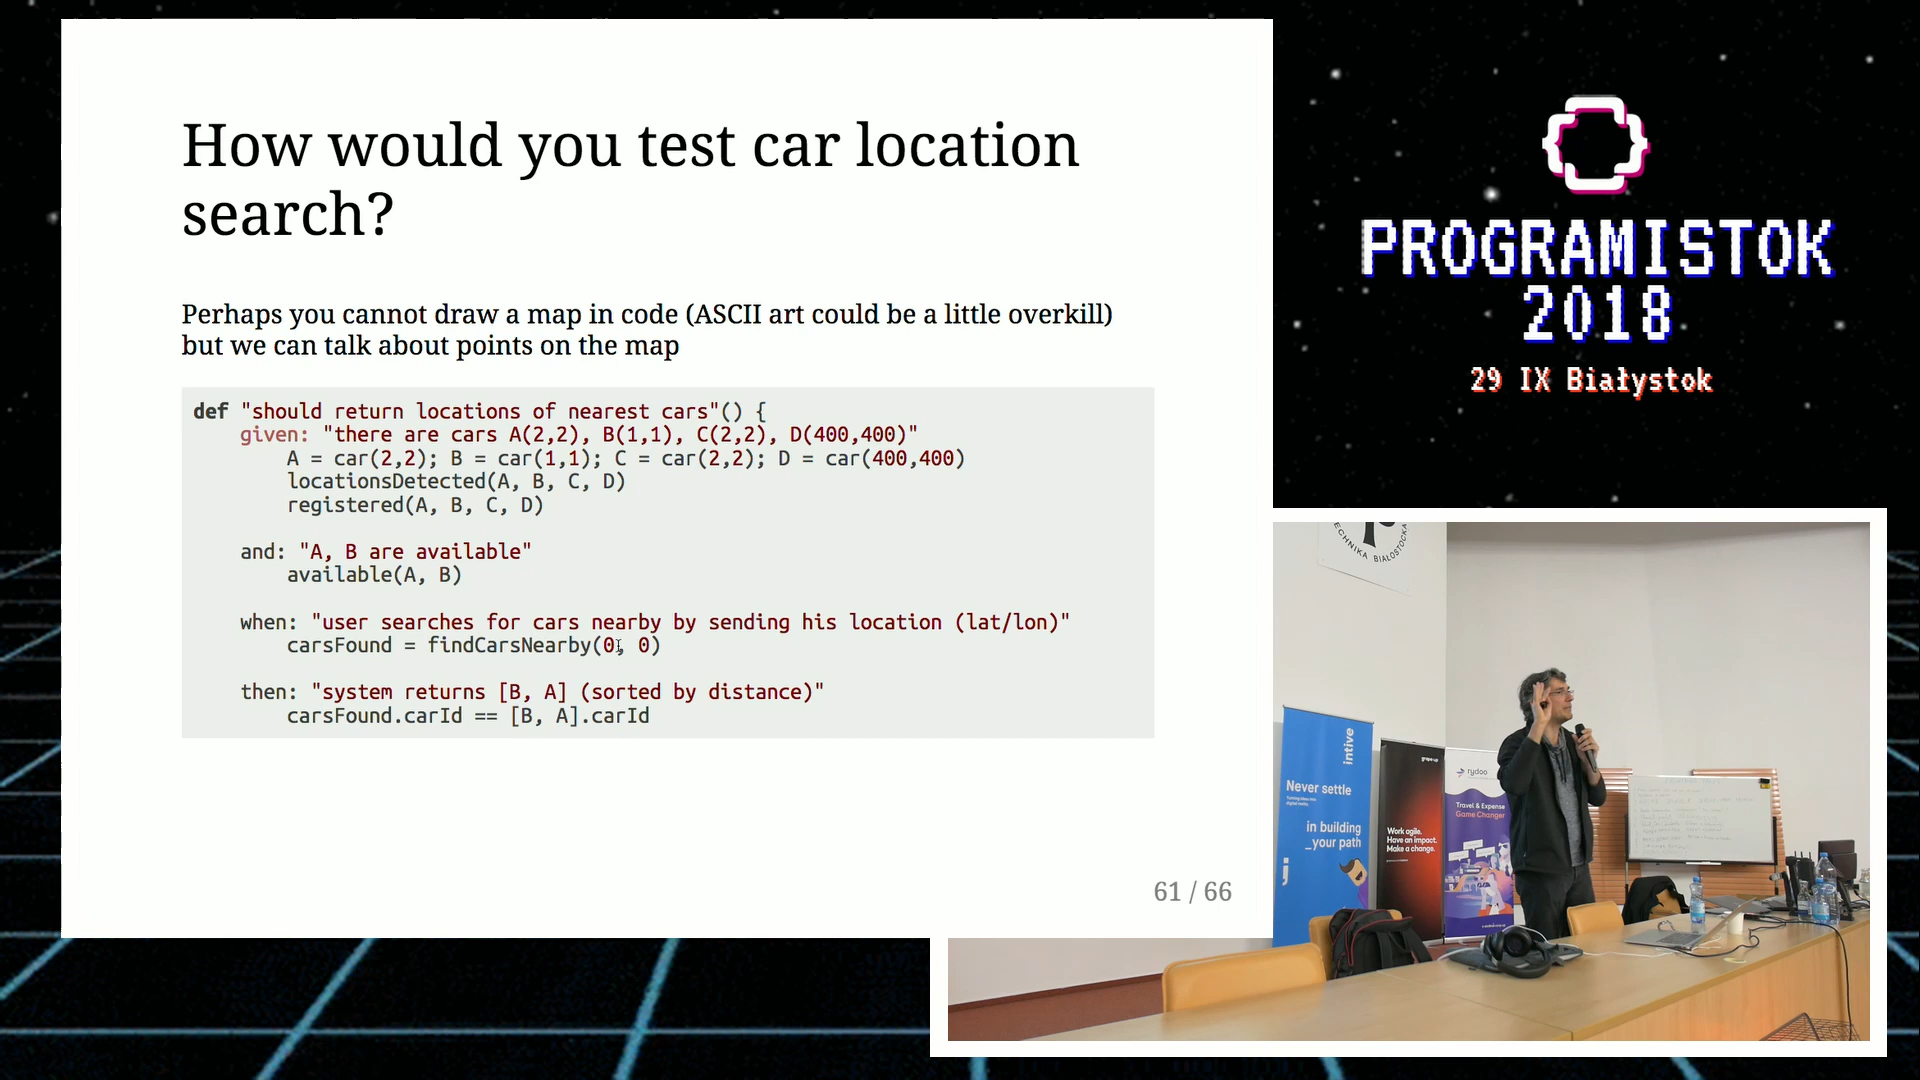 How would you test car location
search?
Perhaps you cannot draw a map in code (ASCII art could be a little overkill)
but we can talk about points on the map
def "should return locations of nearest cars"() {
given: "there are cars A(2,2), B(1,1), C(2,2), D(400,400)"
A = car(2,2); B = car(1,1); C = car(2,2); D = car(400,400)
locationsDetected(A, B, C, D)
registered(A, B, C, D)
and: "A, B are available"
available(A, B)
when: "user searches for cars nearby by sending his location (lat/lon)"
carsFound = findCarsNearby(0, 0)
then: "system returns [B, A] (sorted by distance)"
carsFound.carId == [B, A].carId
61 / 66
PROGRAMISTOK
2018
29 IX Białystok
ECHNIKA BIAŁOSTOCKA
intive
Never settle
in building
_your path
grape up
Work agile.
Have an impact.
Make a change.
rydoo
Travel & Expense
Game Changer